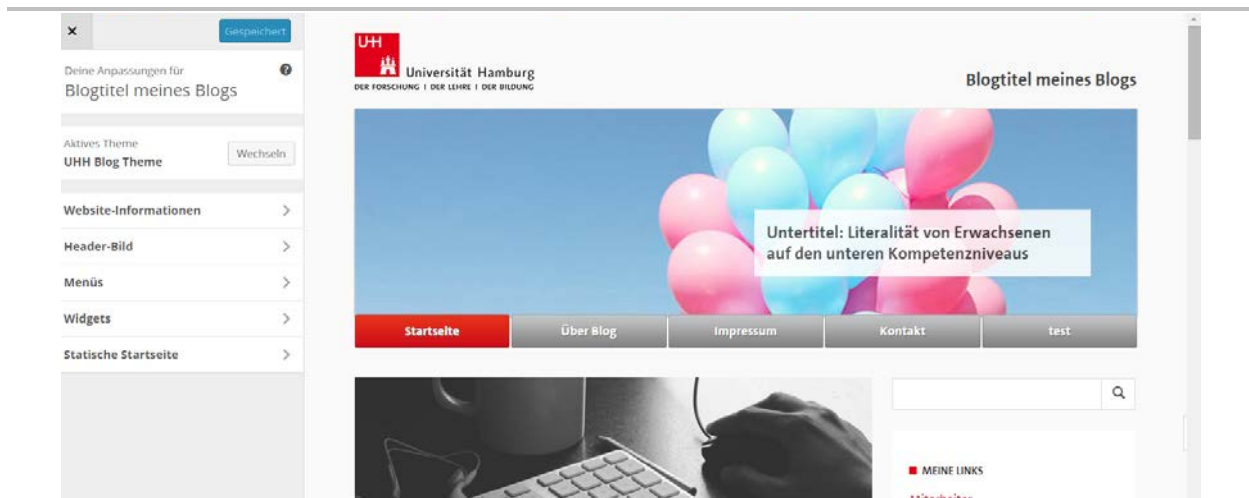 Gespeichert
Deine Anpassungen für
Blogtitel meines Blogs
Aktives Theme
UHH Blog Theme
Wechseln
Website-Informationen
Header-Bild
Menüs
Widgets
Statische Startseite
UHH
Universität Hamburg
DER FORSCHUNG | DER LEHRE | DER BILDUNG
Blogtitel meines Blogs
Untertitel: Literalität von Erwachsenen
auf den unteren Kompetenzniveaus
Startseite
Über Blog
Impressum
Kontakt
test
MEINE LINKS
Mitarbeiter